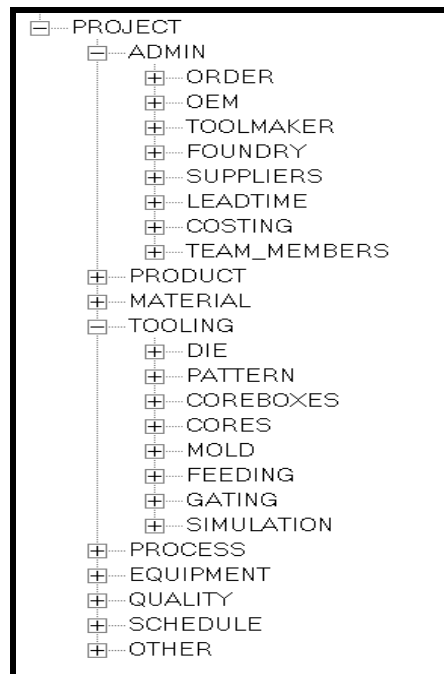 PROJECT
ADMIN
ORDER
OEM
TOOLMAKER
FOUNDRY
SUPPLIERS
LEADTIME
COSTING
TEAM_MEMBERS
PRODUCT
MATERIAL
TOOLING
DIE
PATTERN
COREBOXES
CORES
MOLD
FEEDING
GATING
SIMULATION
PROCESS
EQUIPMENT
QUALITY
SCHEDULE
OTHER